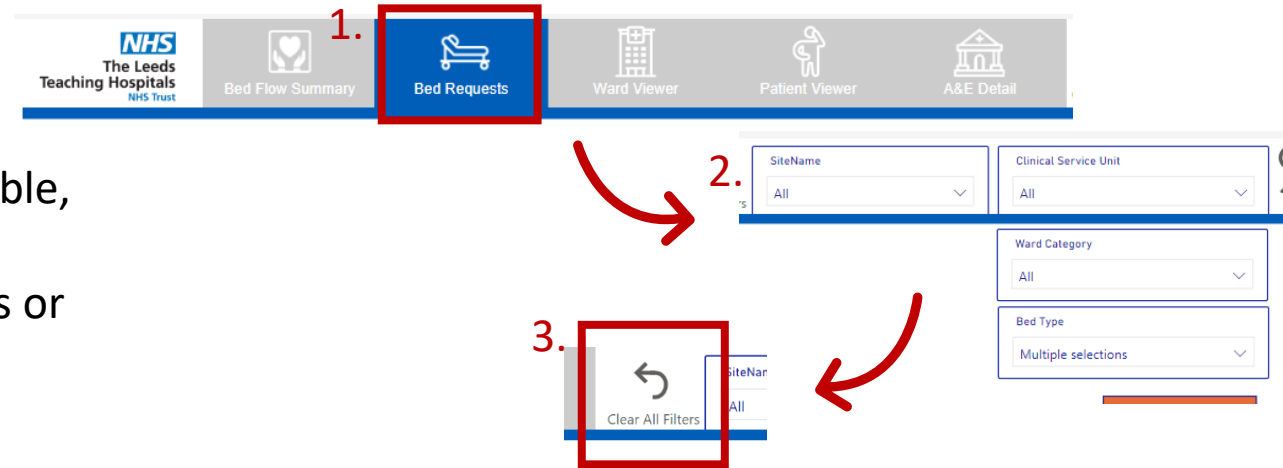 1.
NHS
The Leeds
Teaching Hospitals
NHS Trust
Bed Flow Summary
Bed Requests
Ward Viewer
Patient Viewer
A&E Detail
ble,
s or
2.
SiteName
All
Clinical Service Unit
All
Ward Category
All
Bed Type
Multiple selections
3.
Clear All Filters
SiteNar
All